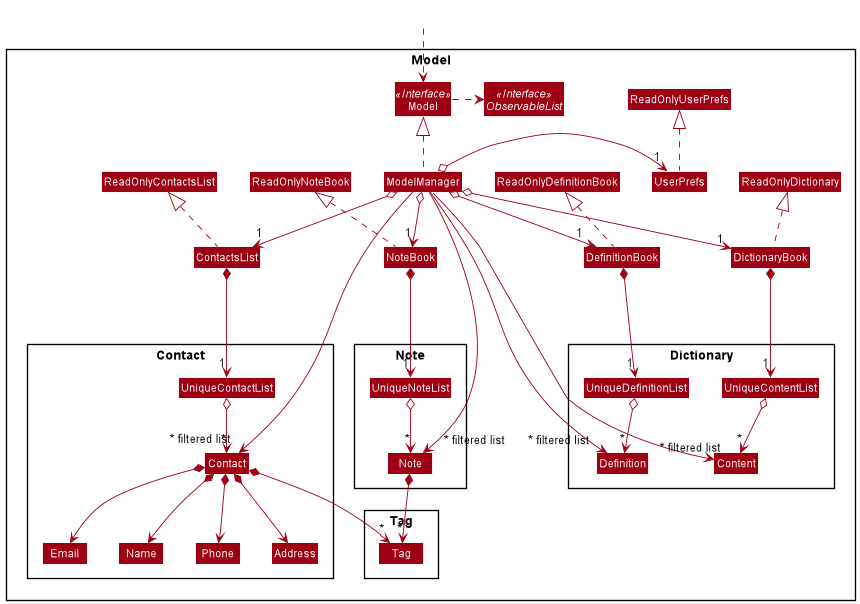 Model
«Interface»
Model
«Interface»
ObservableList
ReadOnlyUserPrefs
1
ReadOnlyContactsList
ReadOnlyNoteBook
ModelManager
ReadOnlyDefinitionBook
UserPrefs
ReadOnlyDictionary
1
1
1
1
ContactsList
NoteBook
DefinitionBook
DictionaryBook
Contact
Note
Dictionary
1
1
1
1
UniqueContactList
UniqueNoteList
UniqueDefinitionList
UniqueContentList
* filtered list
*
*
* filtered list
* filtered list
*
* filtered list
*
Contact
Note
Definition
Content
Tag
*
*
Email
Name
Phone
Address
Tag